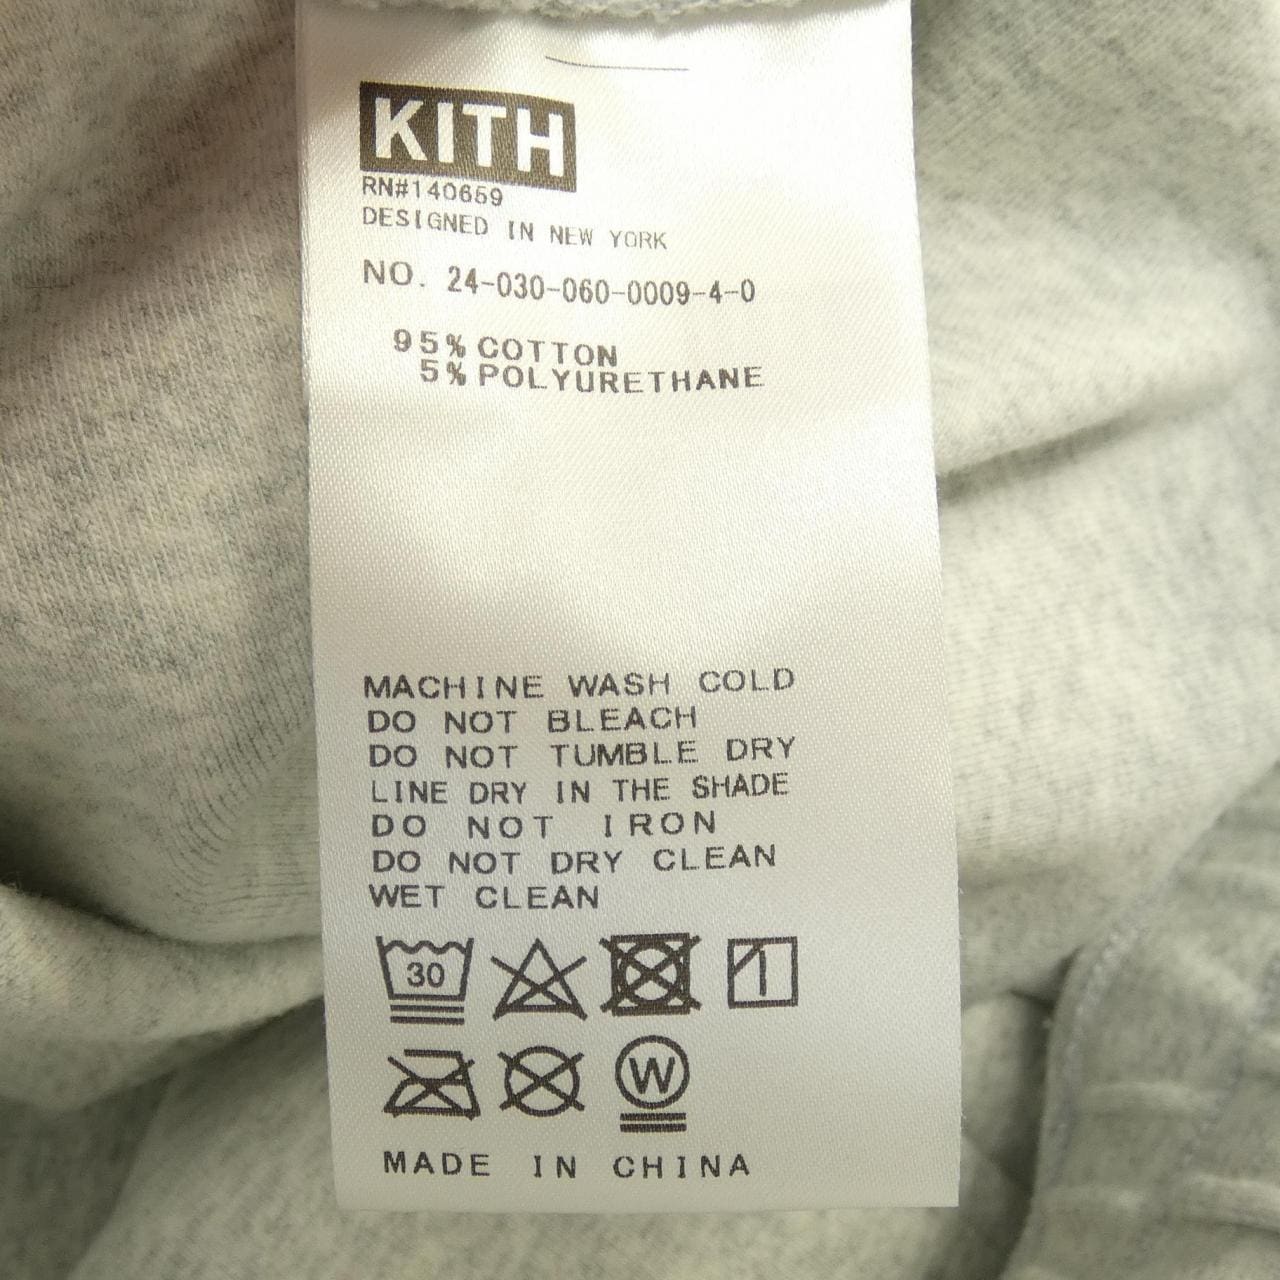 KITH
RN#140659
DESIGNED IN NEW YORK
NO. 24-030-060-0009-4-0
95% COTTON
5% POLYURETHANE
MACHINE WASH COLD
DO NOT BLEACH
DO NOT TUMBLE DRY
LINE DRY IN THE SHADE
DO NOT IRON
DO NOT DRY CLEAN
WET CLEAN
30
W
MADE IN CHINA